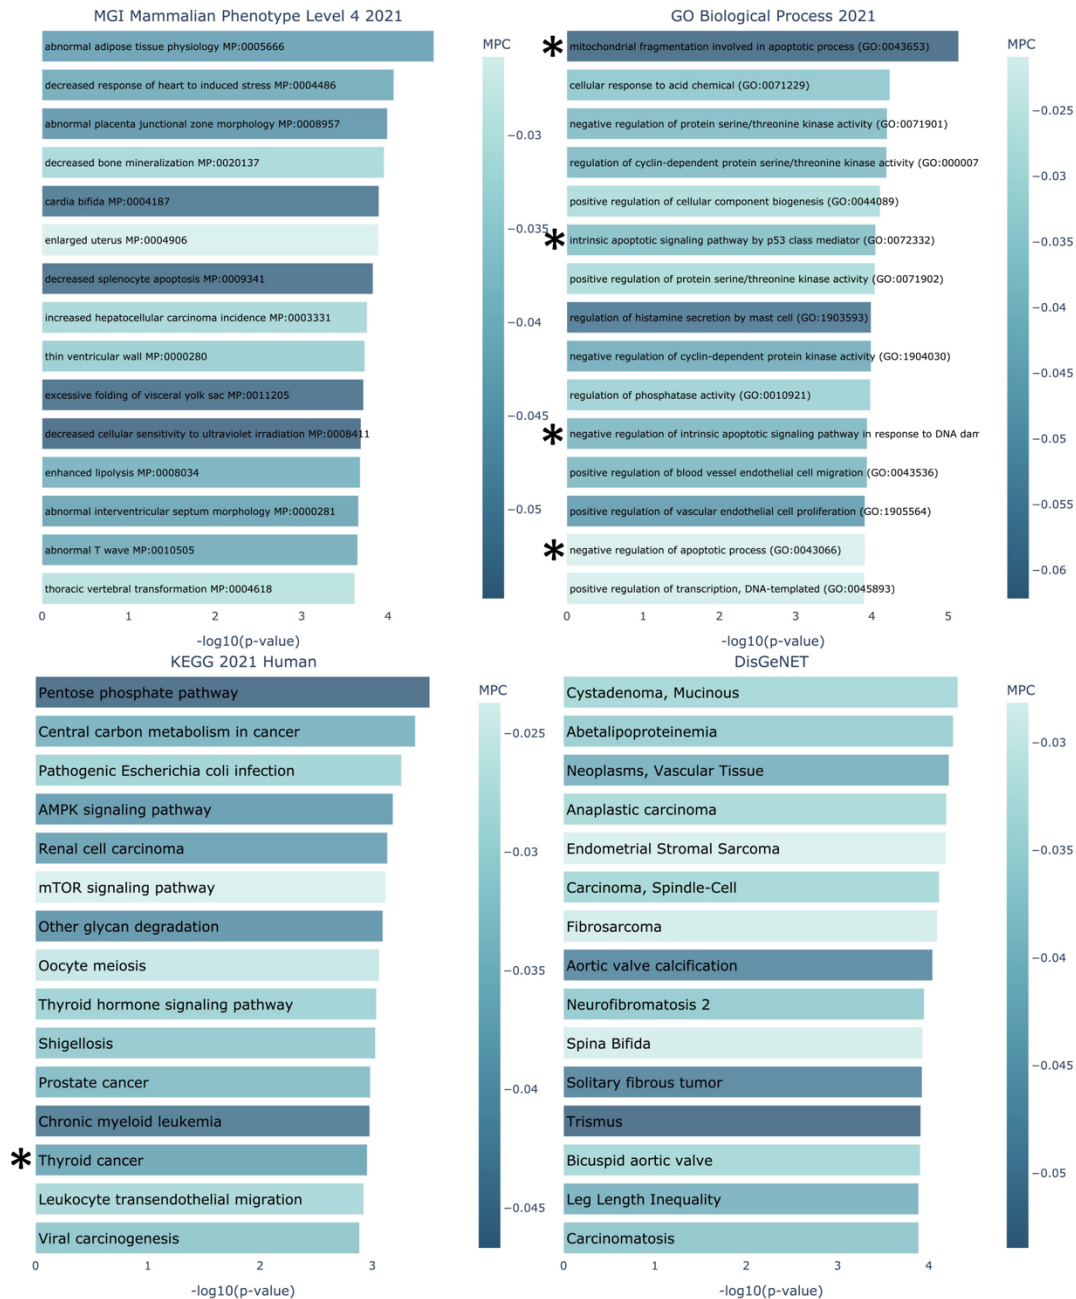 MGI Mammalian Phenotype Level 4 2021
abnormal adipose tissue physiology MP:0005666
decreased response of heart to induced stress MP:0004486
abnormal placenta junctional zone morphology MP:0008957
decreased bone mineralization MP:0020137
cardia bifida MP:0004187
enlarged uterus MP:0004906
decreased splenocyte apoptosis MP:0009341
increased hepatocellular carcinoma incidence MP:0003331
thin ventricular wall MP:0000280
excessive folding of visceral yolk sac MP:0011205
decreased cellular sensitivity to ultraviolet irradiation MP:0008411
enhanced lipolysis MP:0008034
abnormal interventricular septum morphology MP:0000281
abnormal T wave MP:0010505
thoracic vertebral transformation MP:0004618
0 1 2 3 4
-log10(p-value)
MPC
−0.03
−0.035
−0.04
−0.045
−0.05
GO Biological Process 2021
* mitochondrial fragmentation involved in apoptotic process (GO:0043653)
cellular response to acid chemical (GO:0071229)
negative regulation of protein serine/threonine kinase activity (GO:0071901)
regulation of cyclin-dependent protein serine/threonine kinase activity (GO:000007
positive regulation of cellular component biogenesis (GO:0044089)
* intrinsic apoptotic signaling pathway by p53 class mediator (GO:0072332)
positive regulation of protein serine/threonine kinase activity (GO:0071902)
regulation of histamine secretion by mast cell (GO:1903593)
negative regulation of cyclin-dependent protein kinase activity (GO:1904030)
regulation of phosphatase activity (GO:0010921)
* negative regulation of intrinsic apoptotic signaling pathway in response to DNA dam
positive regulation of blood vessel endothelial cell migration (GO:0043536)
positive regulation of vascular endothelial cell proliferation (GO:1905564)
* negative regulation of apoptotic process (GO:0043066)
positive regulation of transcription, DNA-templated (GO:0045893)
0 1 2 3 4 5
-log10(p-value)
MPC
−0.025
−0.03
−0.035
−0.04
−0.045
−0.05
−0.055
−0.06
KEGG 2021 Human
Pentose phosphate pathway
Central carbon metabolism in cancer
Pathogenic Escherichia coli infection
AMPK signaling pathway
Renal cell carcinoma
mTOR signaling pathway
Other glycan degradation
Oocyte meiosis
Thyroid hormone signaling pathway
Shigellosis
Prostate cancer
Chronic myeloid leukemia
* Thyroid cancer
Leukocyte transendothelial migration
Viral carcinogenesis
0 1 2 3
-log10(p-value)
MPC
−0.025
−0.03
−0.035
−0.04
−0.045
DisGeNET
Cystadenoma, Mucinous
Abetalipoproteinemia
Neoplasms, Vascular Tissue
Anaplastic carcinoma
Endometrial Stromal Sarcoma
Carcinoma, Spindle-Cell
Fibrosarcoma
Aortic valve calcification
Neurofibromatosis 2
Spina Bifida
Solitary fibrous tumor
Trismus
Bicuspid aortic valve
Leg Length Inequality
Carcinomatosis
0 1 2 3 4
-log10(p-value)
MPC
−0.03
−0.035
−0.04
−0.045
−0.05